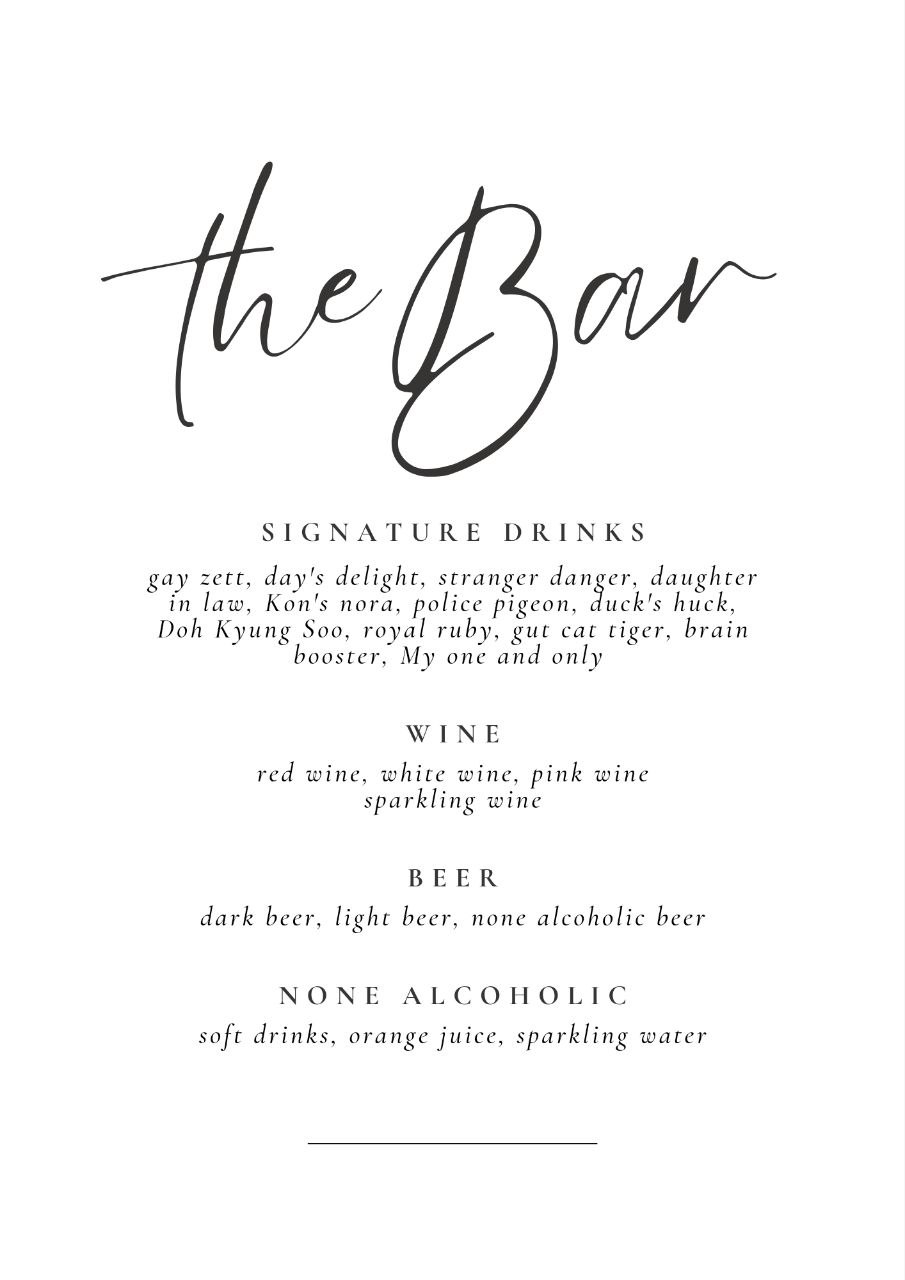 the Bar
SIGNATURE DRINKS
gay zett, day's delight, stranger danger, daughter
in law, Kon's nora, police pigeon, duck's huck,
Doh Kyung Soo, royal ruby, gut cat tiger, brain
booster, My one and only
WINE
red wine, white wine, pink wine
sparkling wine
BEER
dark beer, light beer, none alcoholic beer
NONE ALCOHOLIC
soft drinks, orange juice, sparkling water